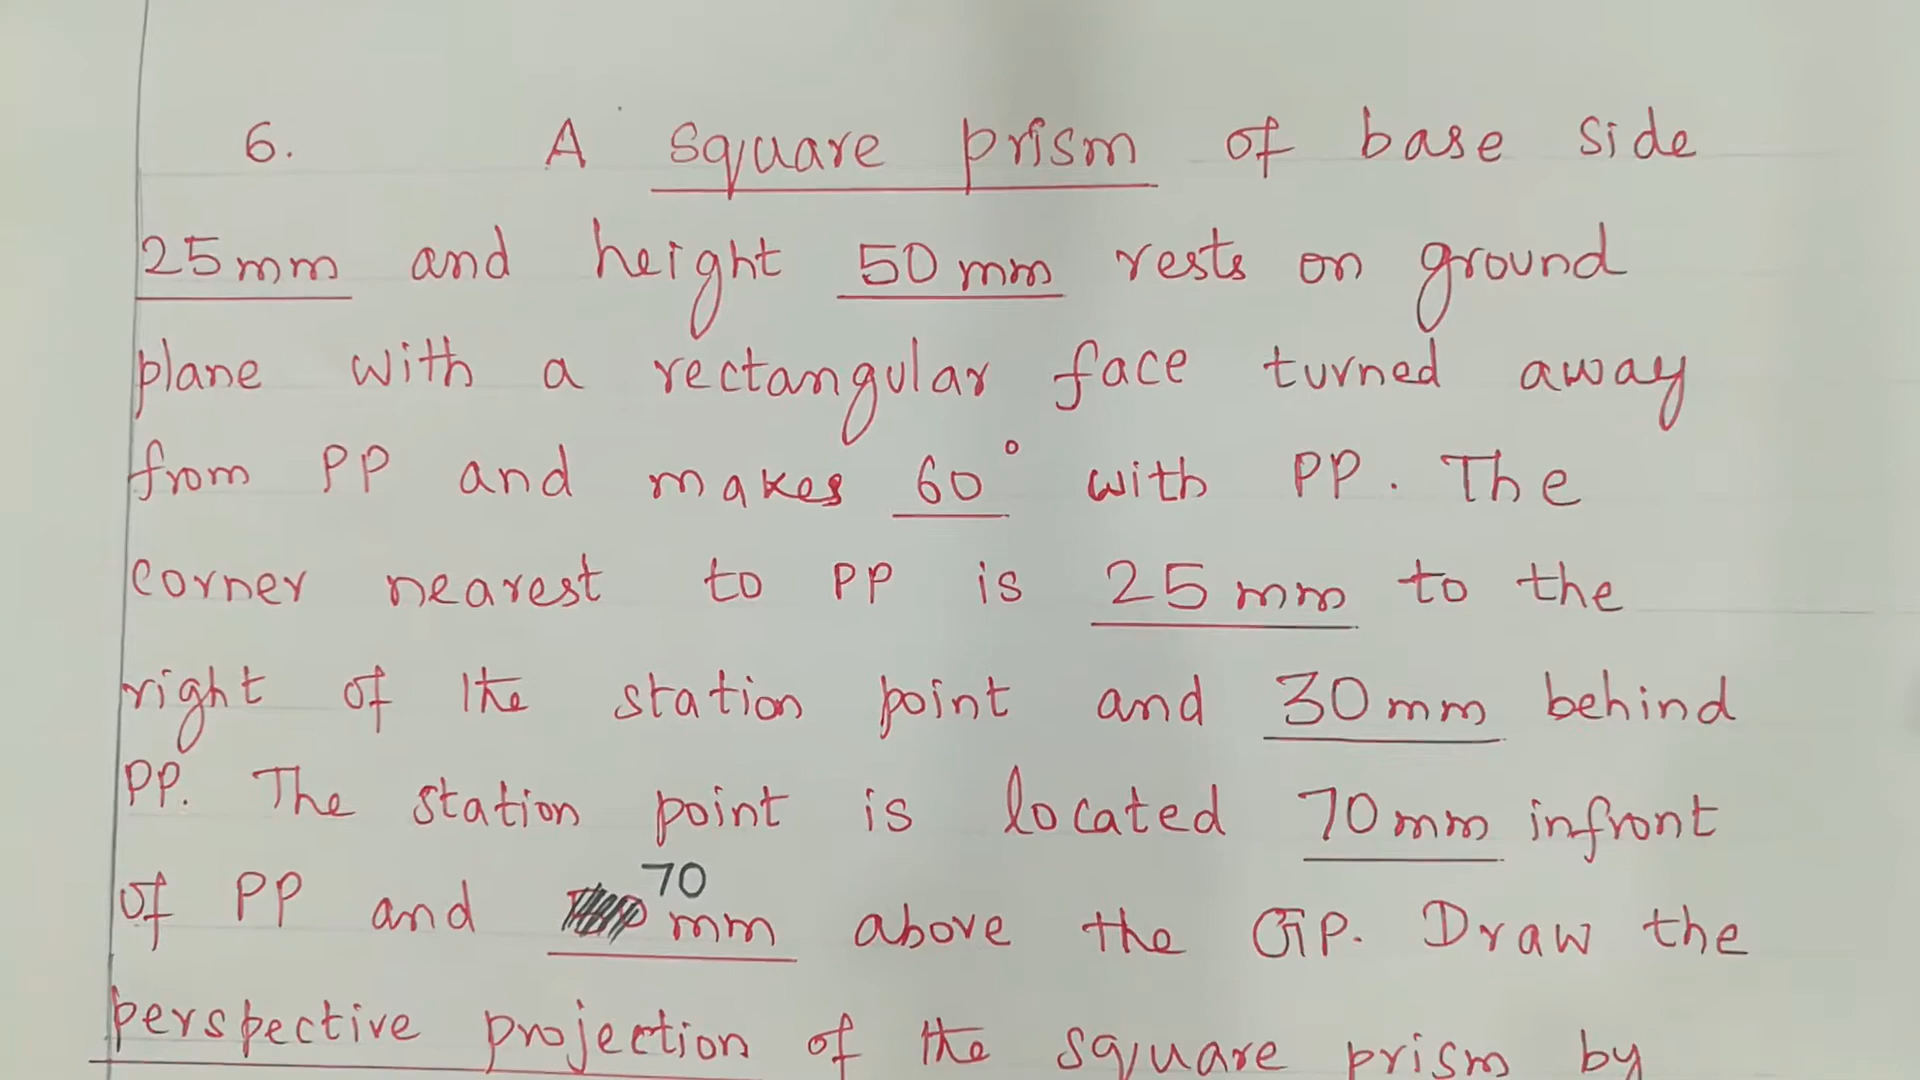 6. A square prism of base side
25mm and height 50mm rests on ground
plane with a rectangular face turned away
from PP and makes 60° with PP. The
corner nearest to PP is 25mm to the
right of the station point and 30mm behind
PP. The station point is located 70mm infront
of PP and 70 mm above the GP. Draw the
perspective projection of the square prism by